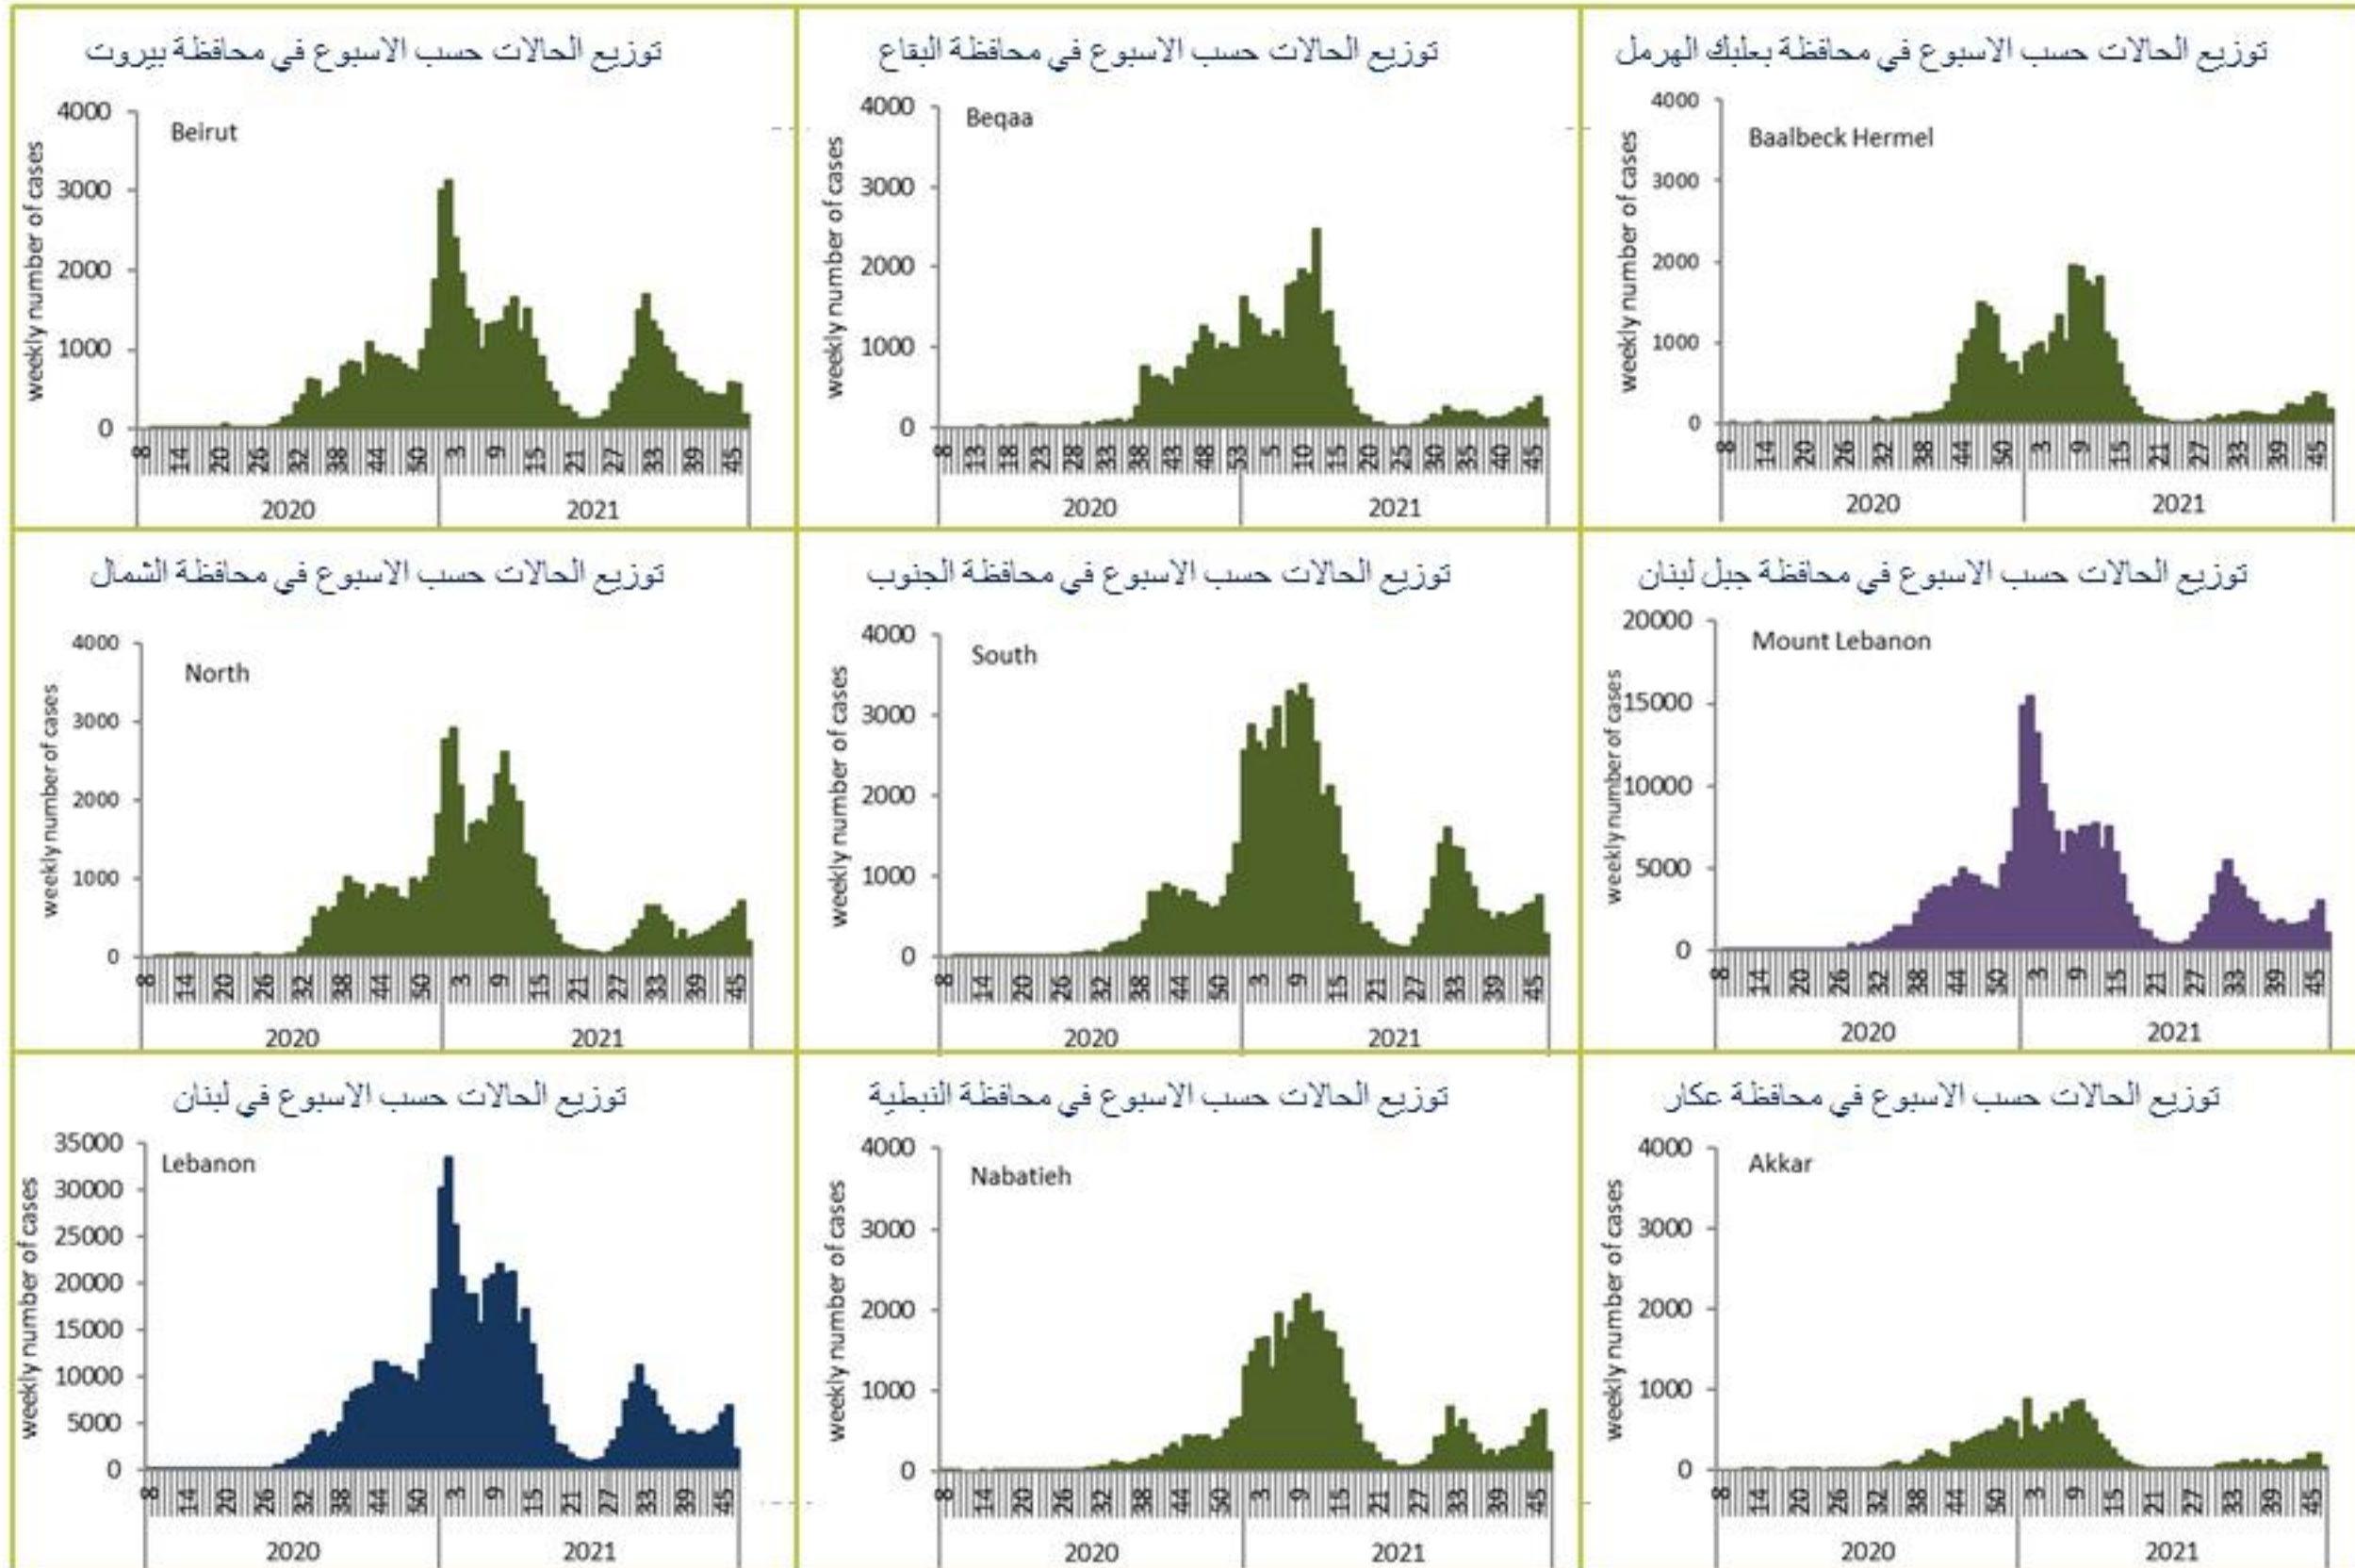 توزيع الحالات حسب الاسبوع في محافظة بيروت
Beirut
weekly number of cases
4000
3000
2000
1000
0
8 14 20 26 32 38 44 50 3 9 15 21 27 33 39 45
2020 2021
توزيع الحالات حسب الاسبوع في محافظة البقاع
Beqaa
weekly number of cases
4000
3000
2000
1000
0
8 13 18 23 28 33 38 43 48 53 5 10 15 20 25 30 35 40 45
2020 2021
توزيع الحالات حسب الاسبوع في محافظة بعلبك الهرمل
Baalbeck Hermel
weekly number of cases
4000
3000
2000
1000
0
8 14 20 26 32 38 44 50 3 9 15 21 27 33 39 45
2020 2021
توزيع الحالات حسب الاسبوع في محافظة الشمال
North
weekly number of cases
4000
3000
2000
1000
0
8 14 20 26 32 38 44 50 3 9 15 21 27 33 39 45
2020 2021
توزيع الحالات حسب الاسبوع في محافظة الجنوب
South
weekly number of cases
4000
3000
2000
1000
0
8 14 20 26 32 38 44 50 3 9 15 21 27 33 39 45
2020 2021
توزيع الحالات حسب الاسبوع في محافظة جبل لبنان
Mount Lebanon
weekly number of cases
20000
15000
10000
5000
0
8 14 20 26 32 38 44 50 3 9 15 21 27 33 39 45
2020 2021
توزيع الحالات حسب الاسبوع في لبنان
Lebanon
weekly number of cases
35000
30000
25000
20000
15000
10000
5000
0
8 14 20 26 32 38 44 50 3 9 15 21 27 33 39 45
2020 2021
توزيع الحالات حسب الاسبوع في محافظة النبطية
Nabatieh
weekly number of cases
4000
3000
2000
1000
0
8 14 20 26 32 38 44 50 3 9 15 21 27 33 39 45
2020 2021
توزيع الحالات حسب الاسبوع في محافظة عكار
Akkar
weekly number of cases
4000
3000
2000
1000
0
8 14 20 26 32 38 44 50 3 9 15 21 27 33 39 45
2020 2021